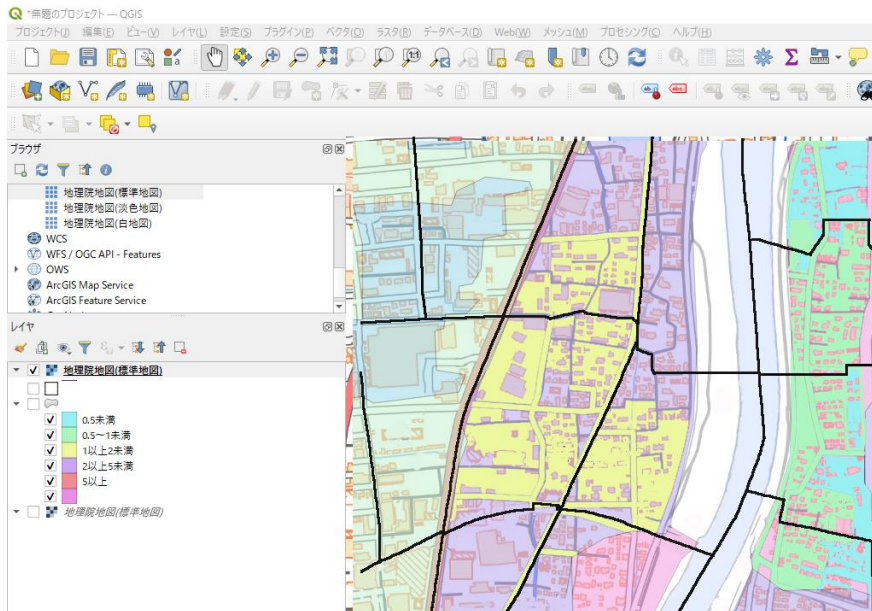 *無題のプロジェクト — QGIS
プロジェクト(J) 編集(E) ビュー(V) レイヤ(L) 設定(S) プラグイン(P) ベクタ(O) ラスタ(R) データベース(D) Web(W) メッシュ(M) プロセシング(C) ヘルプ(H)
ブラウザ
地理院地図(標準地図)
地理院地図(淡色地図)
地理院地図(白地図)
WCS
WFS / OGC API - Features
OWS
ArcGIS Map Service
ArcGIS Feature Service
レイヤ
地理院地図(標準地図)
0.5未満
0.5~1未満
1以上2未満
2以上5未満
5以上
地理院地図(標準地図)